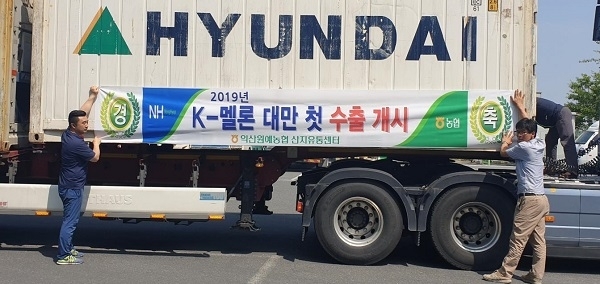 HYUNDAI
2019년
경 NH K-멜론 대만 첫 수출 개시 농협 축
익산원예농협 산지유통센터